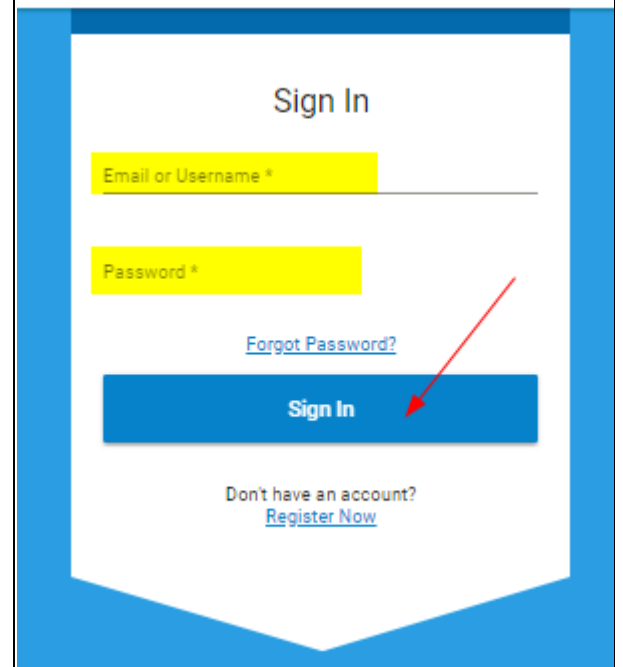 Sign In
Email or Username *
Password *
Forgot Password?
Sign In
Don't have an account?
Register Now